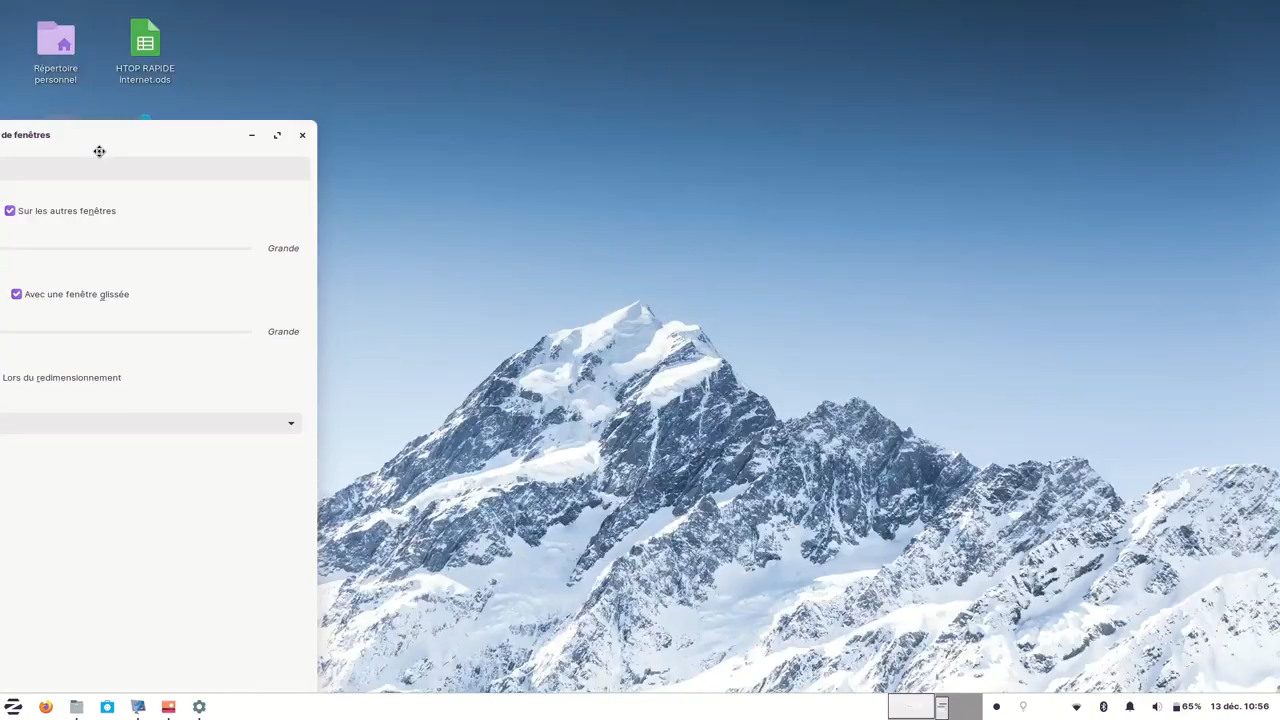 Répertoire
personnel
HTOP RAPIDE
internet.ods
de fenêtres
Sur les autres fenêtres
Grande
Avec une fenêtre glissée
Grande
Lors du redimensionnement
65%
13 déc. 10:56